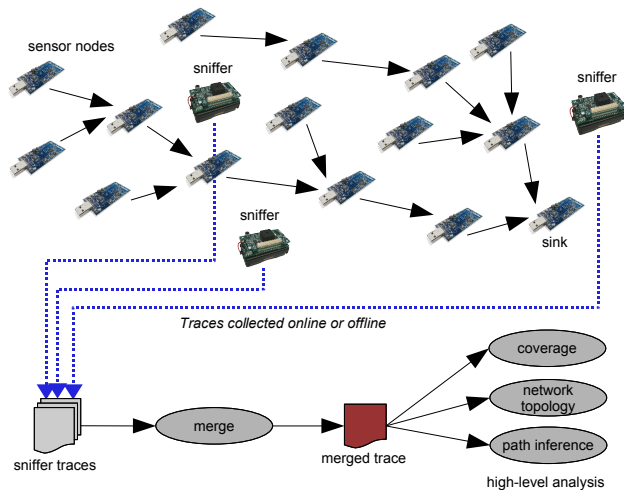 sensor nodes
sniffer
sniffer
sniffer
sink
Traces collected online or offline
coverage
network
topology
merge
path inference
sniffer traces
merged trace
high-level analysis